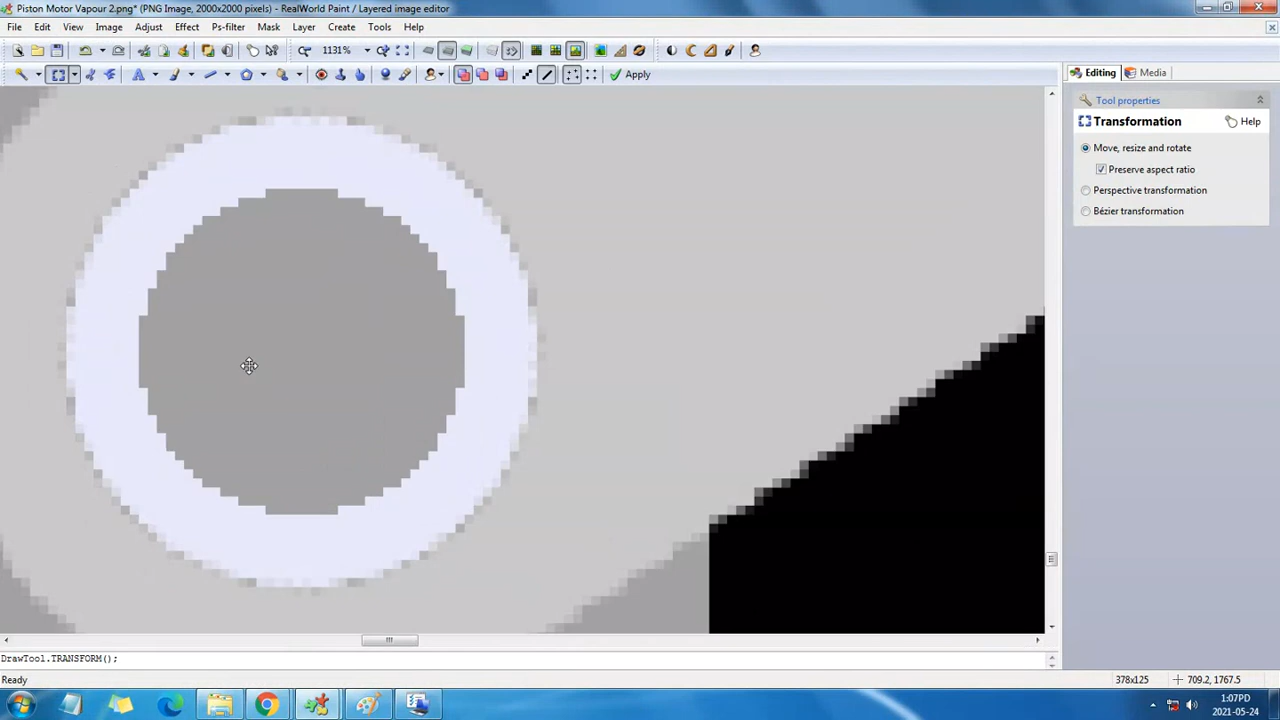 Piston Motor Vapour 2.png* (PNG Image, 2000x2000 pixels) - RealWorld Paint / Layered image editor
File Edit View Image Adjust Effect Ps-filter Mask Layer Create Tools Help
1131%
Apply
Editing Media
Tool properties
Transformation Help
Move, resize and rotate
Preserve aspect ratio
Perspective transformation
Bézier transformation
DrawTool.TRANSFORM();
Ready 378x125 709.2, 1767.5
1:07PD
2021-05-24